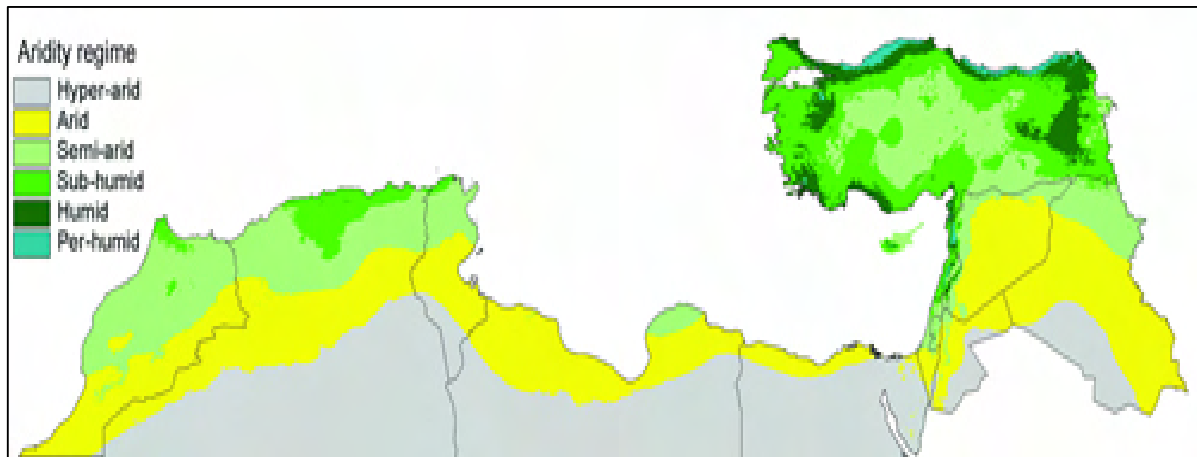 Aridity regime
Hyper-arid
Arid
Semi-arid
Sub-humid
Humid
Per-humid